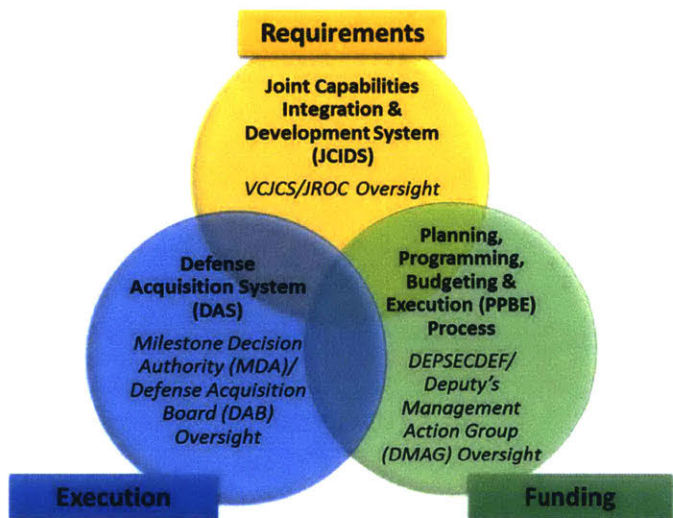 Requirements
Joint Capabilities
Integration &
Development System
(JCIDS)
VCJCS/JROC Oversight
Defense
Acquisition System
(DAS)
Milestone Decision
Authority (MDA)/
Defense Acquisition
Board (DAB)
Oversight
Planning,
Programming,
Budgeting &
Execution (PPBE)
Process
DEPSECDEF/
Deputy's
Management
Action Group
(DMAG) Oversight
Execution
Funding